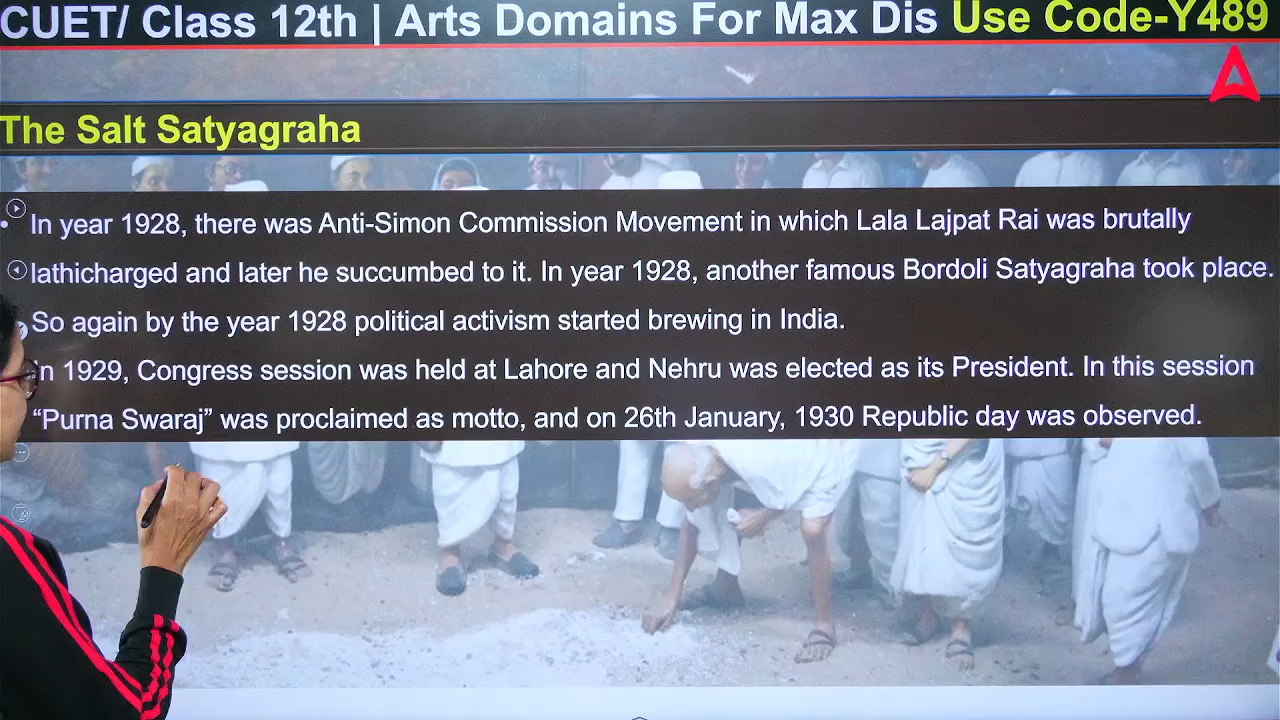 CUET/ Class 12th | Arts Domains For Max Dis Use Code-Y489
The Salt Satyagraha
• In year 1928, there was Anti-Simon Commission Movement in which Lala Lajpat Rai was brutally
lathicharged and later he succumbed to it. In year 1928, another famous Bordoli Satyagraha took place.
So again by the year 1928 political activism started brewing in India.
In 1929, Congress session was held at Lahore and Nehru was elected as its President. In this session
“Purna Swaraj” was proclaimed as motto, and on 26th January, 1930 Republic day was observed.